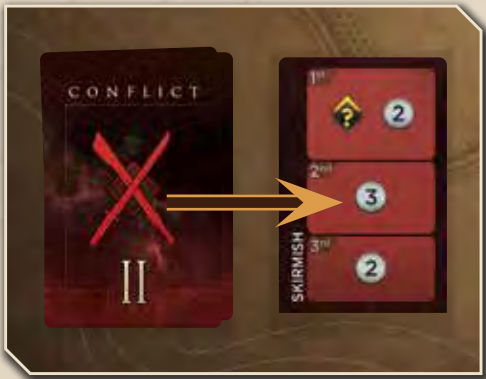 CONFLICT
II
1st
? 2
2nd
3
3rd
2
SKIRMISH